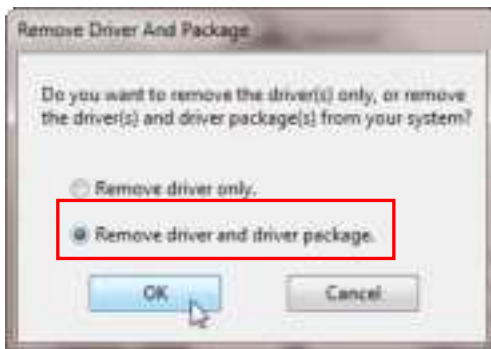 Remove Driver And Package
Do you want to remove the driver(s) only, or remove
the driver(s) and driver package(s) from your system?
Remove driver only.
Remove driver and driver package.
OK
Cancel